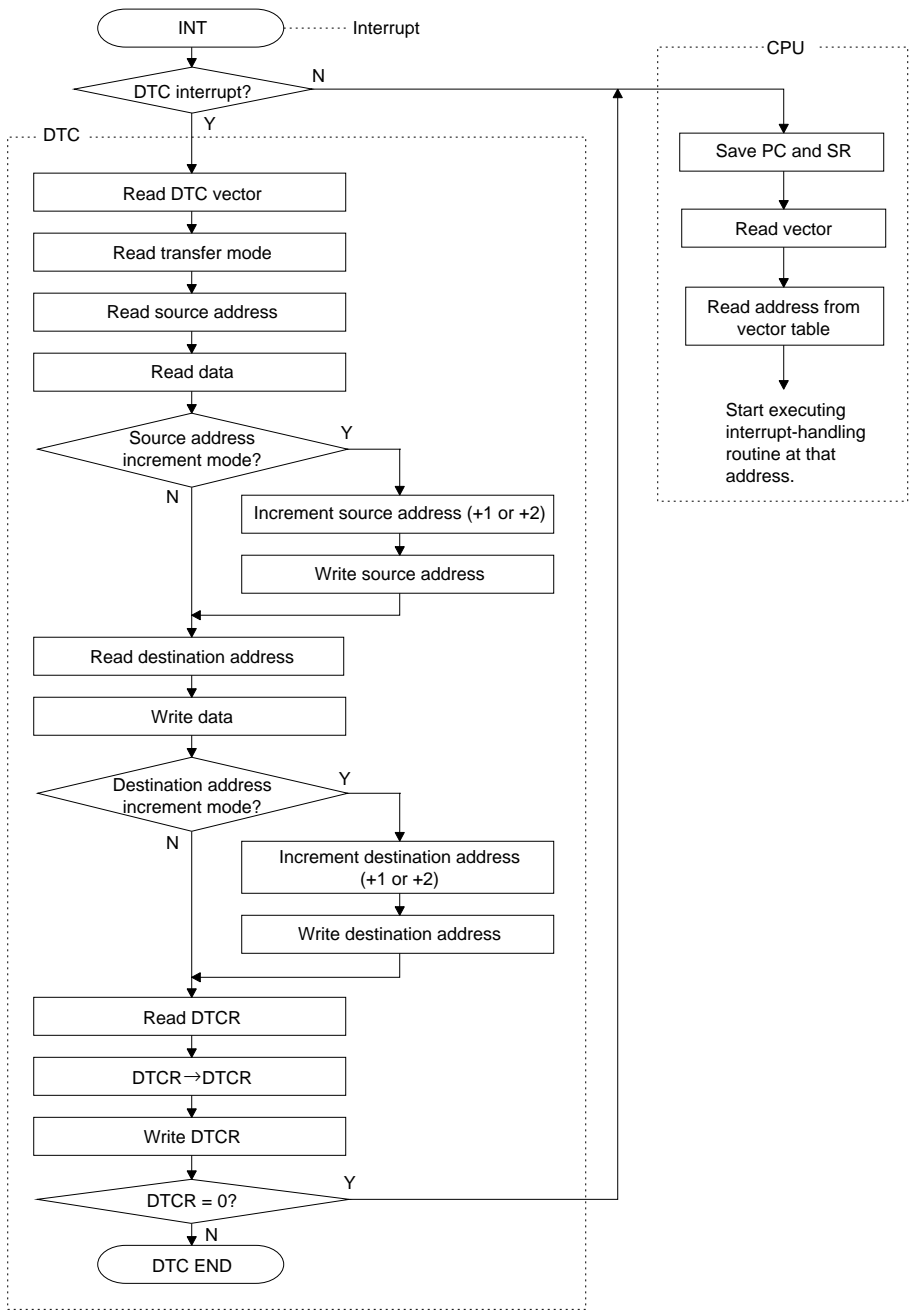 INT
Interrupt
DTC interrupt?
N
Y
DTC
Read DTC vector
Read transfer mode
Read source address
Read data
Source address
increment mode?
Y
N
Increment source address (+1 or +2)
Write source address
Read destination address
Write data
Destination address
increment mode?
Y
N
Increment destination address
(+1 or +2)
Write destination address
Read DTCR
DTCR→DTCR
Write DTCR
DTCR = 0?
Y
N
DTC END
CPU
Save PC and SR
Read vector
Read address from
vector table
Start executing
interrupt-handling
routine at that
address.